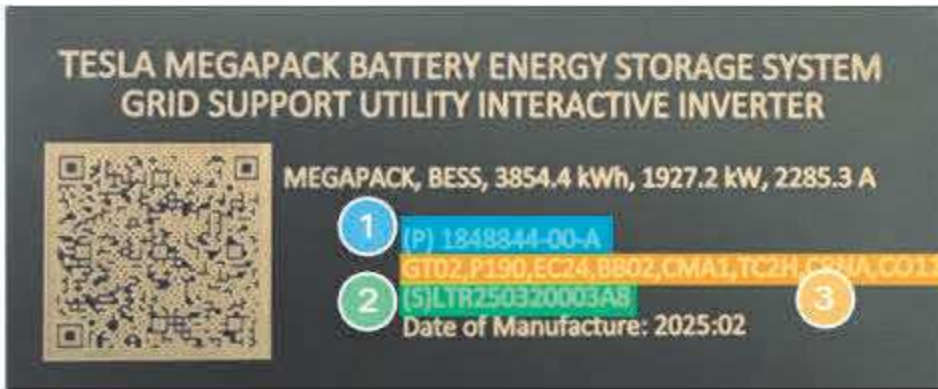 TESLA MEGAPACK BATTERY ENERGY STORAGE SYSTEM
GRID SUPPORT UTILITY INTERACTIVE INVERTER
MEGAPACK, BESS, 3854.4 kWh, 1927.2 kW, 2285.3 A
1
(P) 1848844-00-A
GT02,P190,EC24,BB02,CMA1,TC2H,
2
(S)LTR250320003A8
3
Date of Manufacture: 2025:02